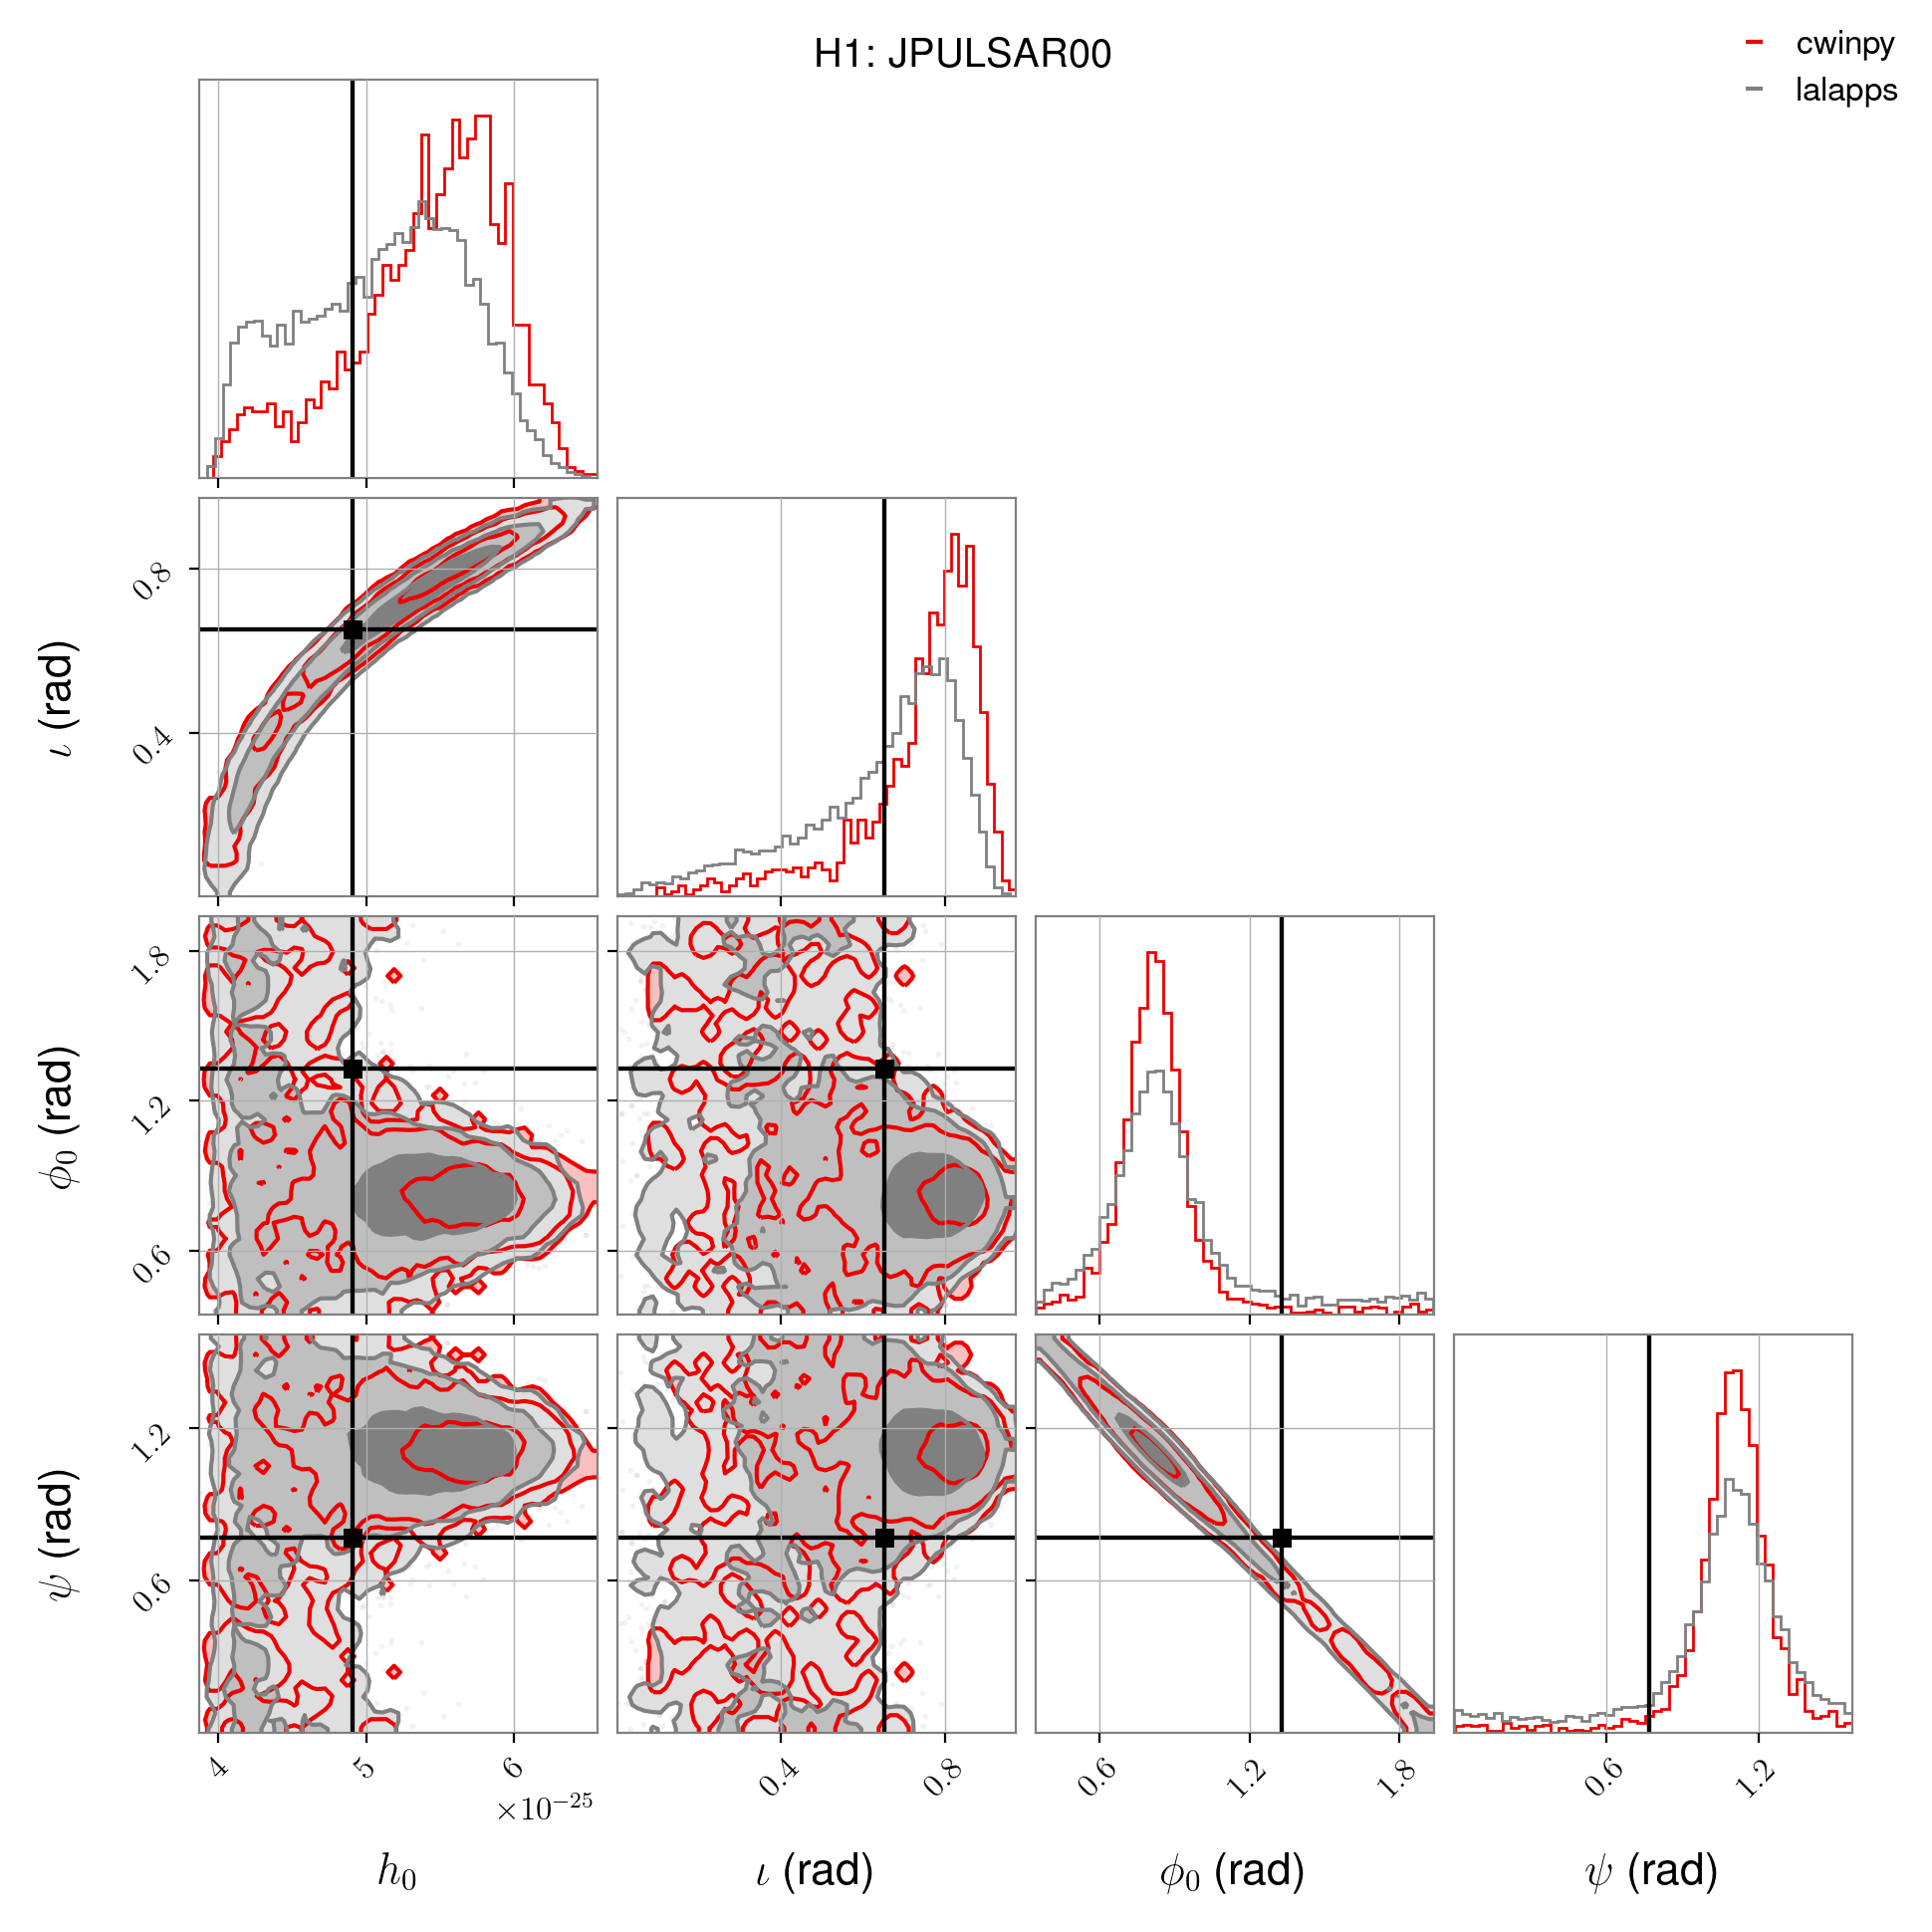 H1: JPULSAR00
cwinpy
lalapps
ι (rad)
0.8
0.4
ϕ₀ (rad)
1.8
1.2
0.6
ψ (rad)
1.2
0.6
4 5 6
×10⁻²⁵
0.4 0.8
0.6 1.2 1.8
0.6 1.2
h₀ ι (rad) ϕ₀ (rad) ψ (rad)